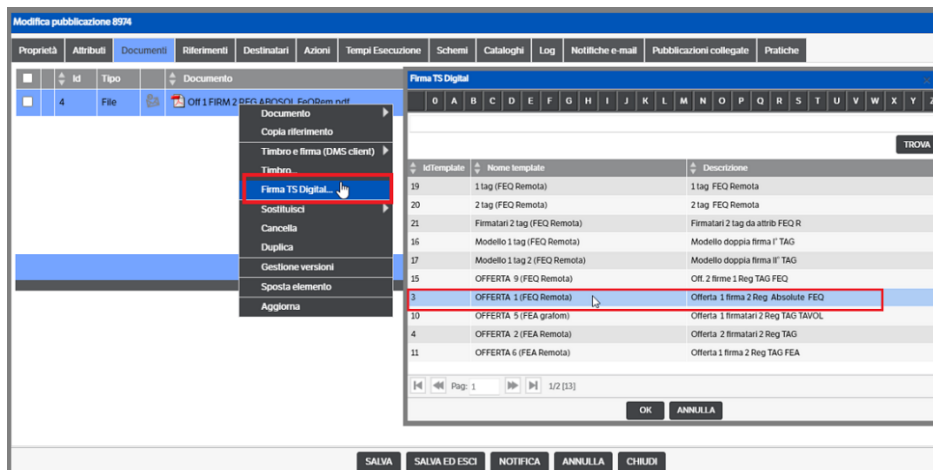 Modifica pubblicazione 8974
Proprietà Attributi Documenti Riferimenti Destinatari Azioni Tempi Esecuzione Schemi Cataloghi Log Notifiche e-mail Pubblicazioni collegate Pratiche
Id Tipo Documento
4 File Off 1 FIRM 2 REG ABOSOL FeQRem.pdf
Documento
Copia riferimento
Timbro e firma (DMS client)
Timbro...
Firma TS Digital...
Sostituisci
Cancella
Duplica
Gestione versioni
Sposta elemento
Aggiorna
Firma TS Digital
0 A B C D E F G H I J K L M N O P Q R S T U V W X Y Z
TROVA
IdTemplate Nome template Descrizione
19 1 tag (FEQ Remota) 1 tag FEQ Remota
20 2 tag (FEQ Remota) 2 tag FEQ Remota
21 Firmatari 2 tag (FEQ Remota) Firmatari 2 tag da attrib FEQ R
16 Modello 1 tag (FEQ Remota) Modello doppia firma I° TAG
17 Modello 1 tag 2 (FEQ Remota) Modello doppia firma II° TAG
15 OFFERTA 9 (FEQ Remota) Off. 2 firme 1 Reg TAG FEQ
3 OFFERTA 1 (FEQ Remota) Offerta 1 firma 2 Reg Absolute FEQ
10 OFFERTA 5 (FEA grafom) Offerta 1 firmatari 2 Reg TAG TAVOL
4 OFFERTA 2 (FEA Remota) Offerta 2 firmatari 2 Reg TAG
11 OFFERTA 6 (FEA Remota) Offerta 1 firma 2 Reg TAG FEA
Pag: 1 1/2 [13]
OK ANNULLA
SALVA SALVA ED ESCI NOTIFICA ANNULLA CHIUDI